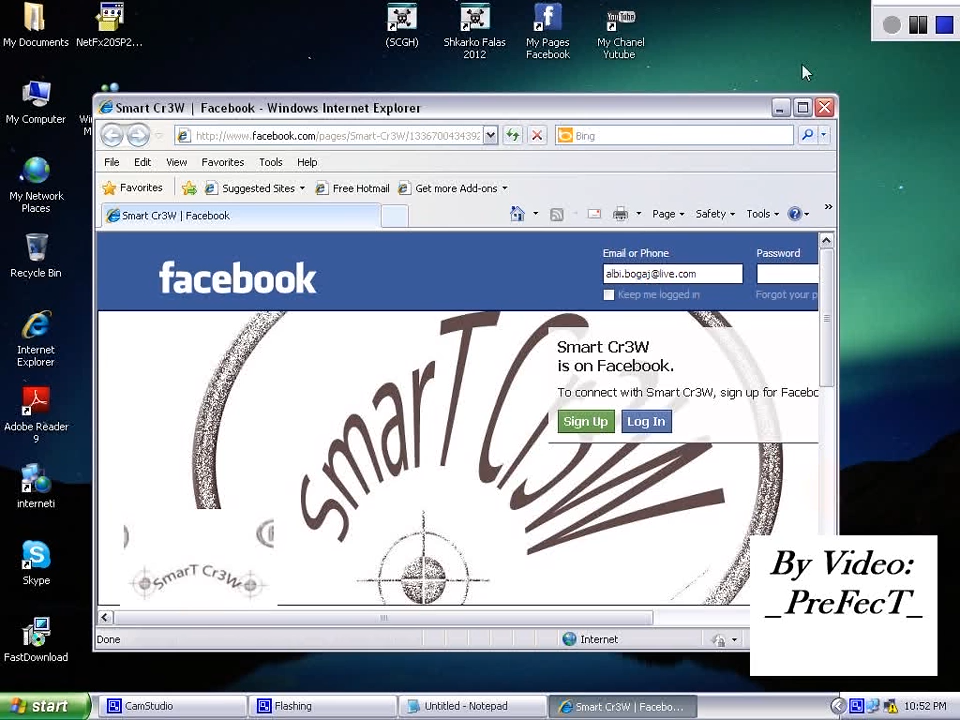 My Documents
NetFx20SP2...
(SCGH)
Shkarko Falas
2012
My Pages
Facebook
My Chanel
Yutube
My Computer
My Network
Places
Recycle Bin
Internet
Explorer
Adobe Reader
9
interneti
Skype
FastDownload
Smart Cr3W | Facebook - Windows Internet Explorer
http://www.facebook.com/pages/Smart-Cr3W/1336700434392
Bing
File Edit View Favorites Tools Help
Favorites Suggested Sites Free Hotmail Get more Add-ons
Smart Cr3W | Facebook
Page Safety Tools
facebook
Email or Phone Password
albi.bogaj@live.com
Keep me logged in Forgot your p
Smart Cr3W
is on Facebook.
To connect with Smart Cr3W, sign up for Facebo
Sign Up Log In
SmarT Cr3W
SmarT Cr3W
Done Internet
By Video:
_PreFecT_
start CamStudio Flashing Untitled - Notepad Smart Cr3W | Facebo... 10:52 PM